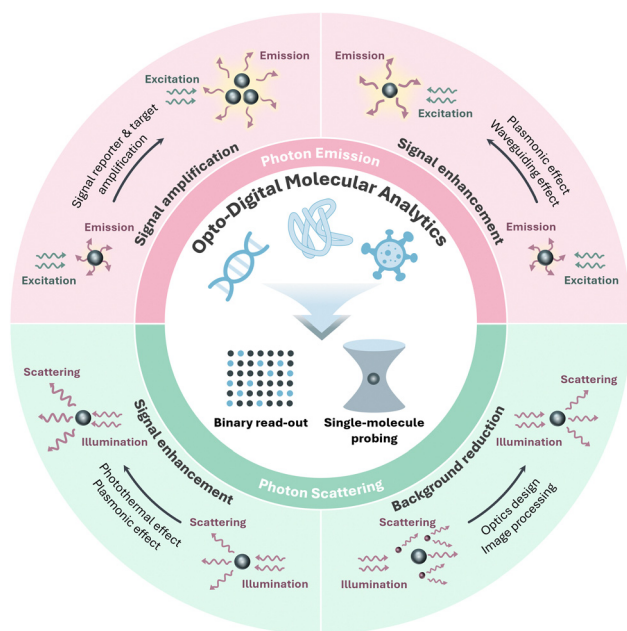 Photon Emission
Opto-Digital Molecular Analytics
Binary read-out
Single-molecule
probing
Photon Scattering
Signal amplification
Signal reporter & target
amplification
Excitation
Emission
Emission
Excitation
Signal enhancement
Plasmonic effect
Waveguiding effect
Emission
Excitation
Emission
Excitation
Signal enhancement
Photothermal effect
Plasmonic effect
Scattering
Illumination
Scattering
Illumination
Background reduction
Optics design
Image processing
Scattering
Illumination
Scattering
Illumination